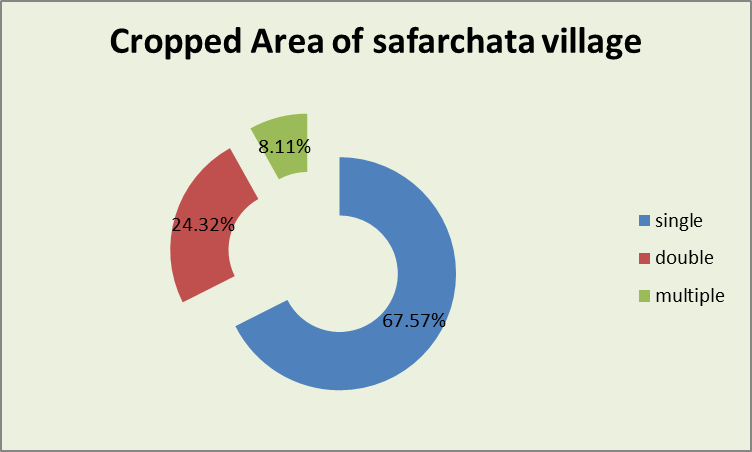 Cropped Area of safarchata village
8.11%
24.32%
67.57%
single
double
multiple